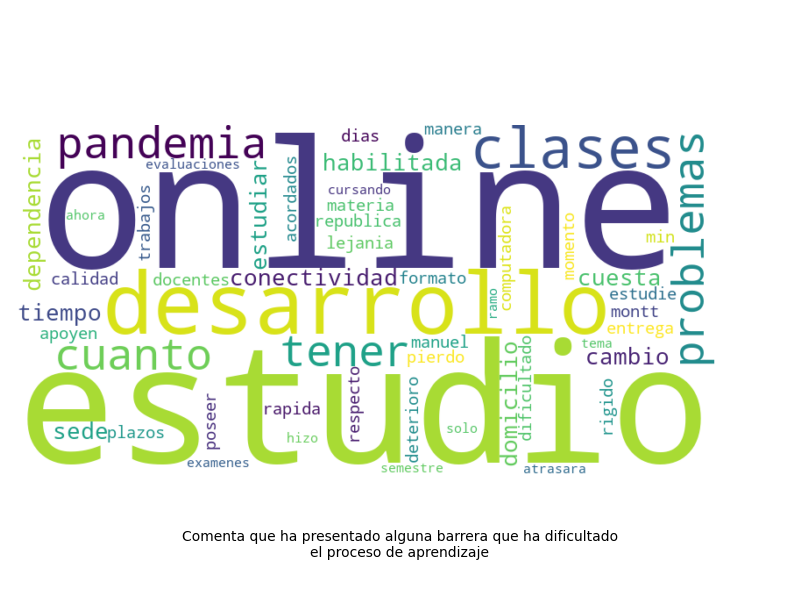 pandemia
dias
manera
clases
evaluaciones
habilitada
dependencia
ahora
trabajos
estudiar
acordados
cursando
materia
republica
lejania
online
computadora
momento
min
problemas
calidad
docentes
conectividad
formato
cuesta
tiempo
desarrollo
ramo
estudie
montt
entrega
apoyen
cuanto
tener
manuel
pierdo
tema
cambio
estudio
sede
plazos
poseer
rapida
hizo
respecto
deterioro
solo
domicilio
dificultado
rigido
examenes
semestre
atrasara
Comenta que ha presentado alguna barrera que ha dificultado
el proceso de aprendizaje